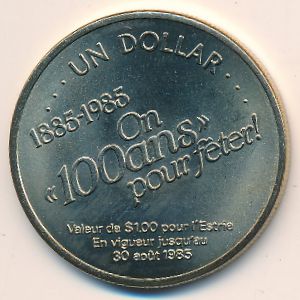 ... UN DOLLAR ...
1885-1985
On
«100ans»
pour fêter!
Valeur de $1.00 pour l'Estrie
En vigueur jusqu'au
30 août 1985